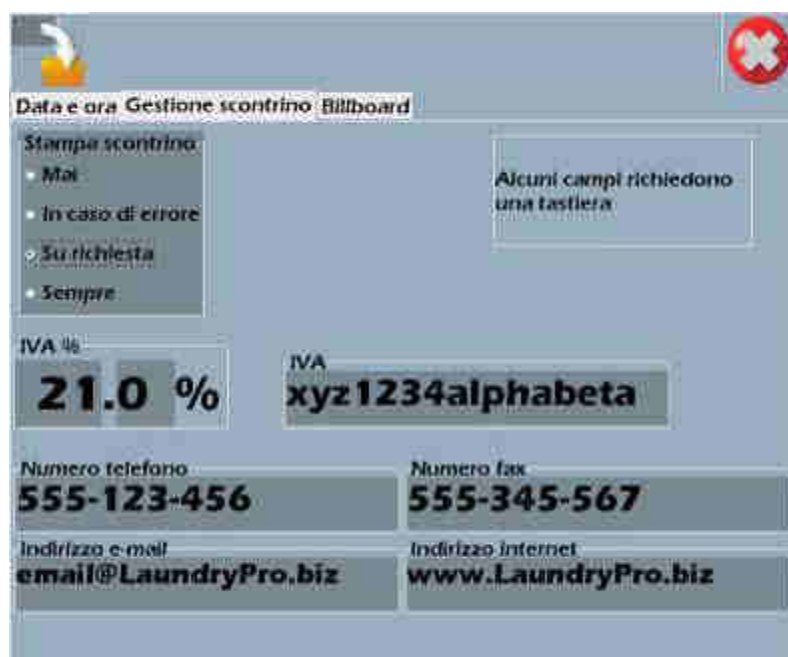 Data e ora Gestione scontrino Billboard
Stampa scontrino
Mai
In caso di errore
Su richiesta
Sempre
Alcuni campi richiedono
una tastiera
IVA %
21.0 %
IVA
xyz1234alphabeta
Numero telefono
555-123-456
Numero fax
555-345-567
Indirizzo e-mail
email@LaundryPro.biz
Indirizzo internet
www.LaundryPro.biz